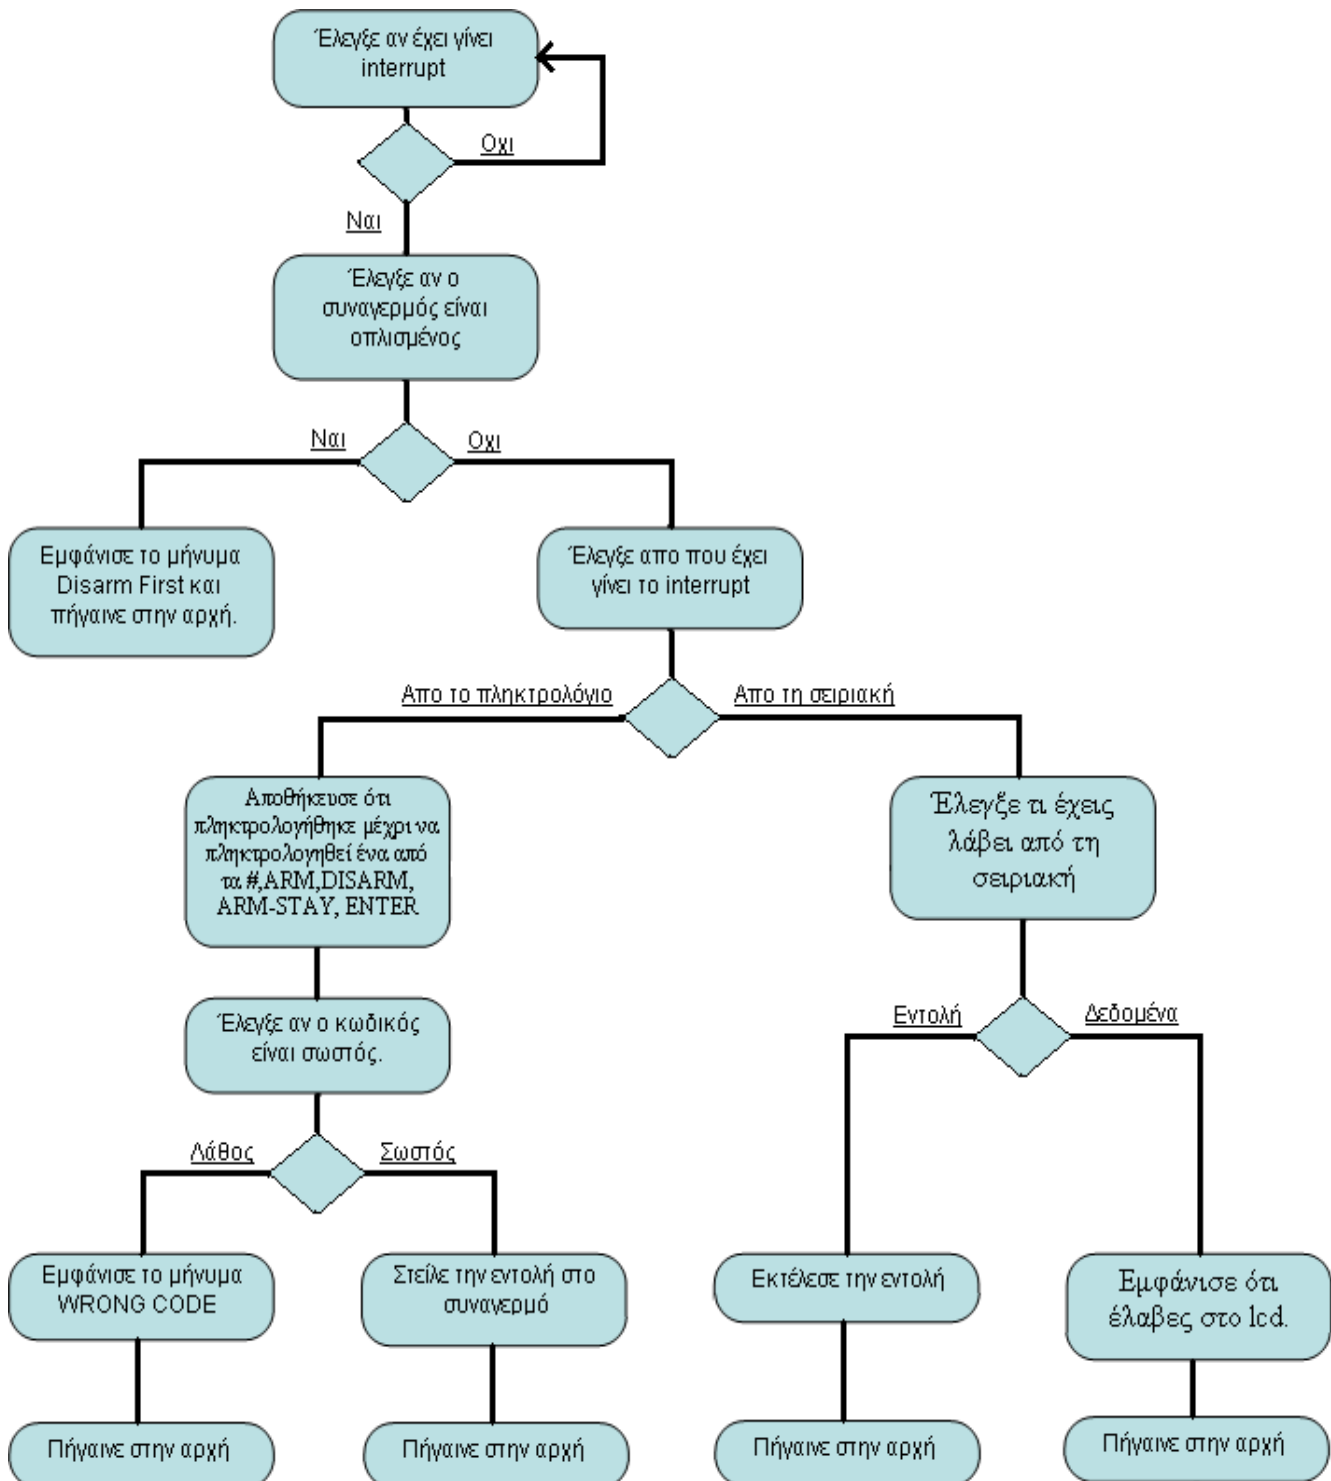 Έλεγξε αν έχει γίνει
interrupt
Οχι
Ναι
Έλεγξε αν ο
συναγερμός είναι
οπλισμένος
Ναι
Οχι
Εμφάνισε το μήνυμα
Disarm First και
πήγαινε στην αρχή.
Έλεγξε απο που έχει
γίνει το interrupt
Απο το πληκτρολόγιο
Απο τη σειριακή
Αποθήκευσε ότι
πληκτρολογήθηκε μέχρι να
πληκτρολογηθεί ένα από
τα #,ARM,DISARM,
ARM-STAY, ENTER
Έλεγξε τι έχεις
λάβει από τη
σειριακή
Έλεγξε αν ο κωδικός
είναι σωστός.
Εντολή
Δεδομένα
Λάθος
Σωστός
Εμφάνισε το μήνυμα
WRONG CODE
Στείλε την εντολή στο
συναγερμό
Εκτέλεσε την εντολή
Εμφάνισε ότι
έλαβες στο lcd.
Πήγαινε στην αρχή
Πήγαινε στην αρχή
Πήγαινε στην αρχή
Πήγαινε στην αρχή